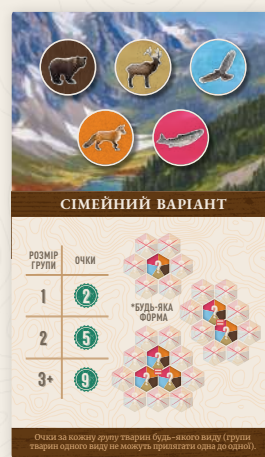 СІМЕЙНИЙ ВАРІАНТ
РОЗМІР
ГРУПИ
ОЧКИ
1
2
2
5
3+
9
*БУДЬ-ЯКА
ФОРМА
?
?
=
?
?
=
?
=
?
Очки за кожну групу тварин будь-якого виду (групи
тварин одного виду не можуть прилягати одна до одної).